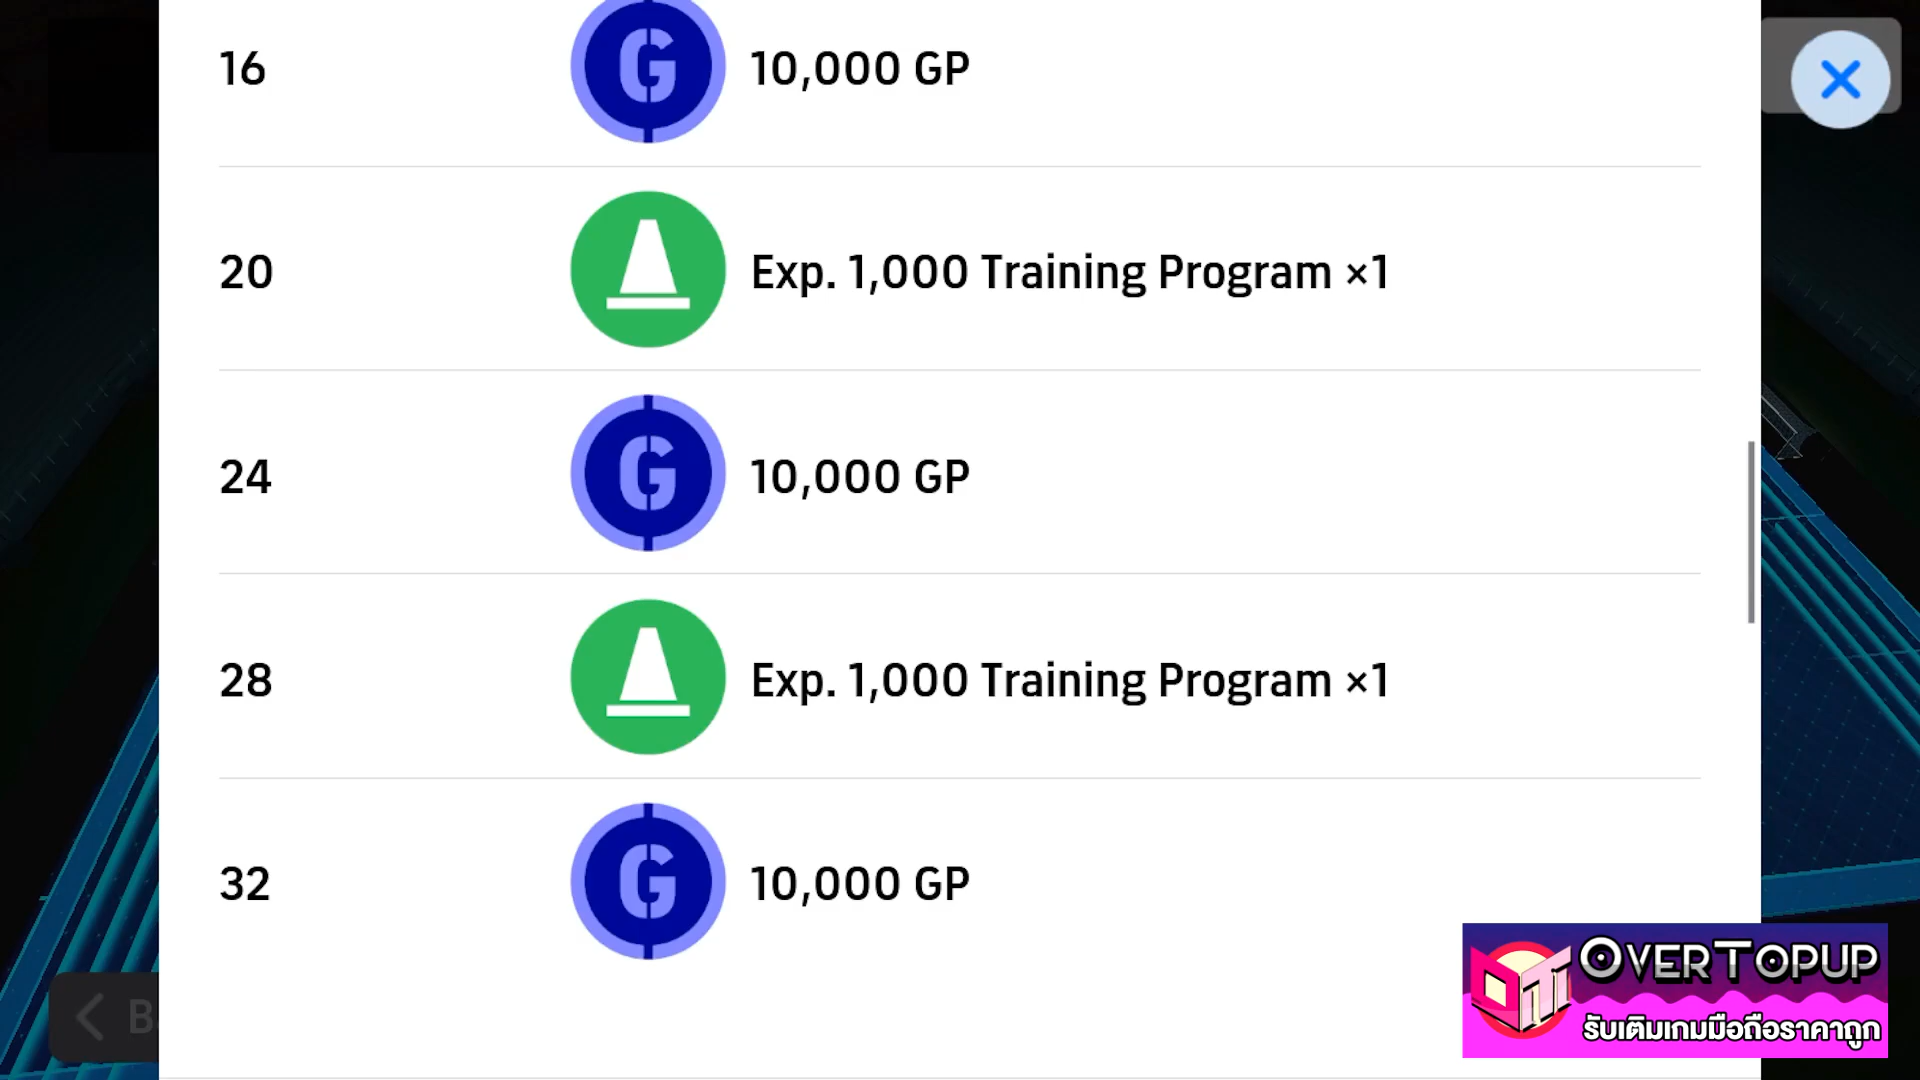 16 10,000 GP
20 Exp. 1,000 Training Program ×1
24 10,000 GP
28 Exp. 1,000 Training Program ×1
32 10,000 GP
OVERTOPUP
รับเติมเกมมือถือราคาถูก